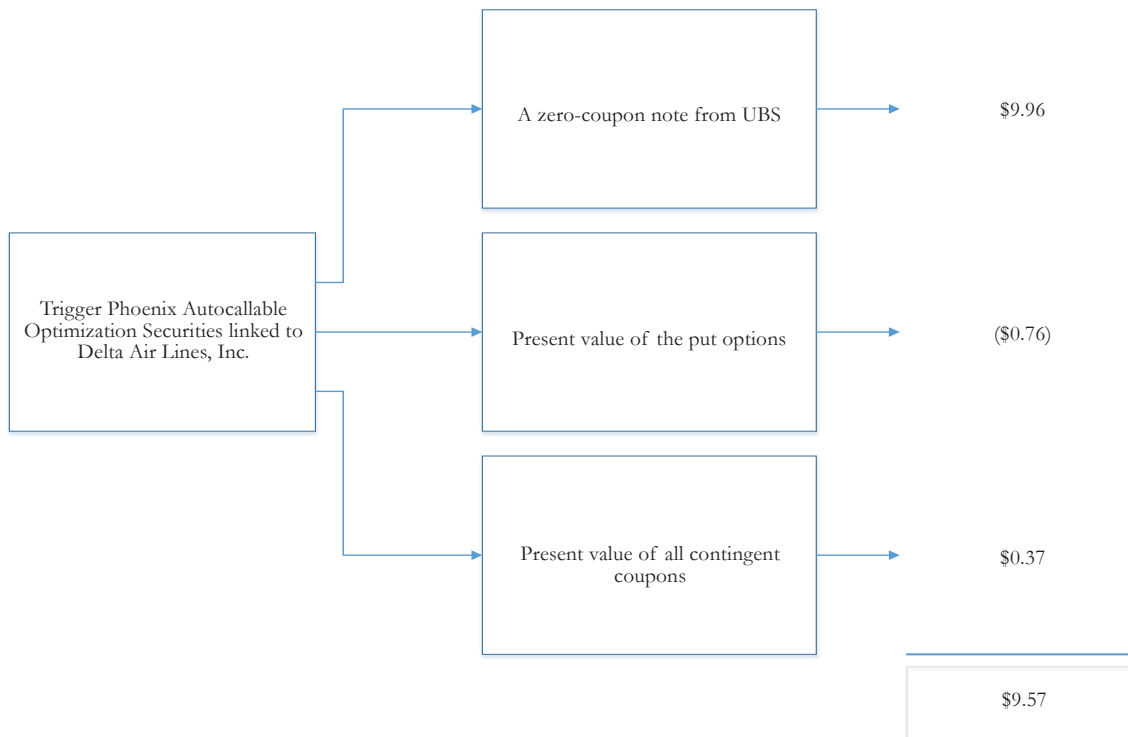 A zero-coupon note from UBS
$9.96
Trigger Phoenix Autocallable
Optimization Securities linked to
Delta Air Lines, Inc.
Present value of the put options
($0.76)
Present value of all contingent
coupons
$0.37
$9.57